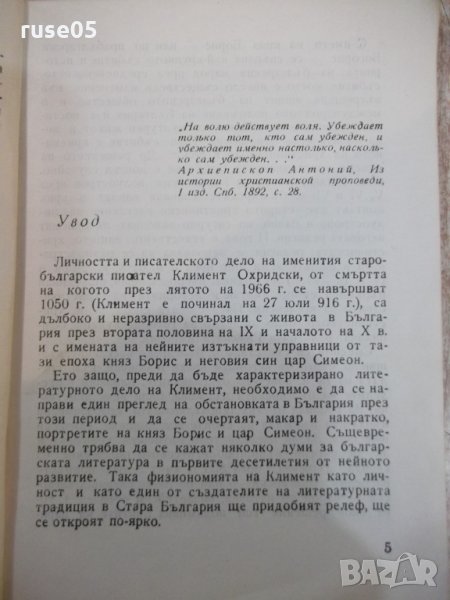 ruse05
„На волю действует воля. Убеждает
только тот, кто сам убежден, и
убеждает именно настолько, насколь-
ко сам убежден. . .“
Архиепископ Антоний, Из
истории христианской проповеди,
I изд. Спб. 1892, с. 28.
Увод
Личността и писателското дело на именития старо-
български писател Климент Охридски, от смъртта
на когото през лятото на 1966 г. се навършват
1050 г. (Климент е починал на 27 юли 916 г.), са
дълбоко и неразривно свързани с живота в Бълга-
рия през втората половина на IX и началото на X в.
и с имената на нейните изтъкнати управници от та-
зи епоха княз Борис и неговия син цар Симеон.
Ето защо, преди да бъде характеризирано лите-
ратурното дело на Климент, необходимо е да се на-
прави един преглед на обстановката в България през
този период и да се очертаят, макар и накратко,
портретите на княз Борис и цар Симеон. Същевре-
менно трябва да се кажат няколко думи за бълга-
рската литература в първите десетилетия от нейното
развитие. Така физиономията на Климент като лич-
ност и като един от създателите на литературната
традиция в Стара България ще придобият релеф, ще
се откроят по-ярко.
5
BAZAR